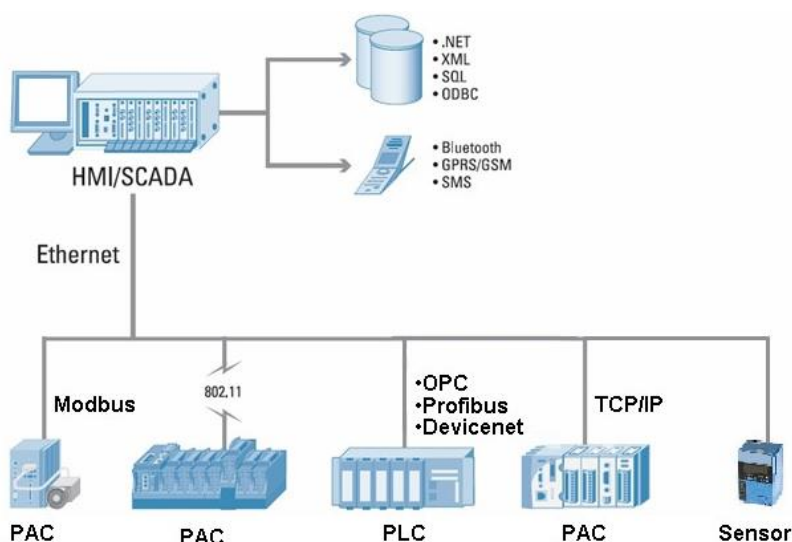 • .NET
• XML
• SQL
• ODBC
• Bluetooth
• GPRS/GSM
• SMS
HMI/SCADA
Ethernet
Modbus
802.11
•OPC
•Profibus
•Devicenet
TCP/IP
PAC
PAC
PLC
PAC
Sensor